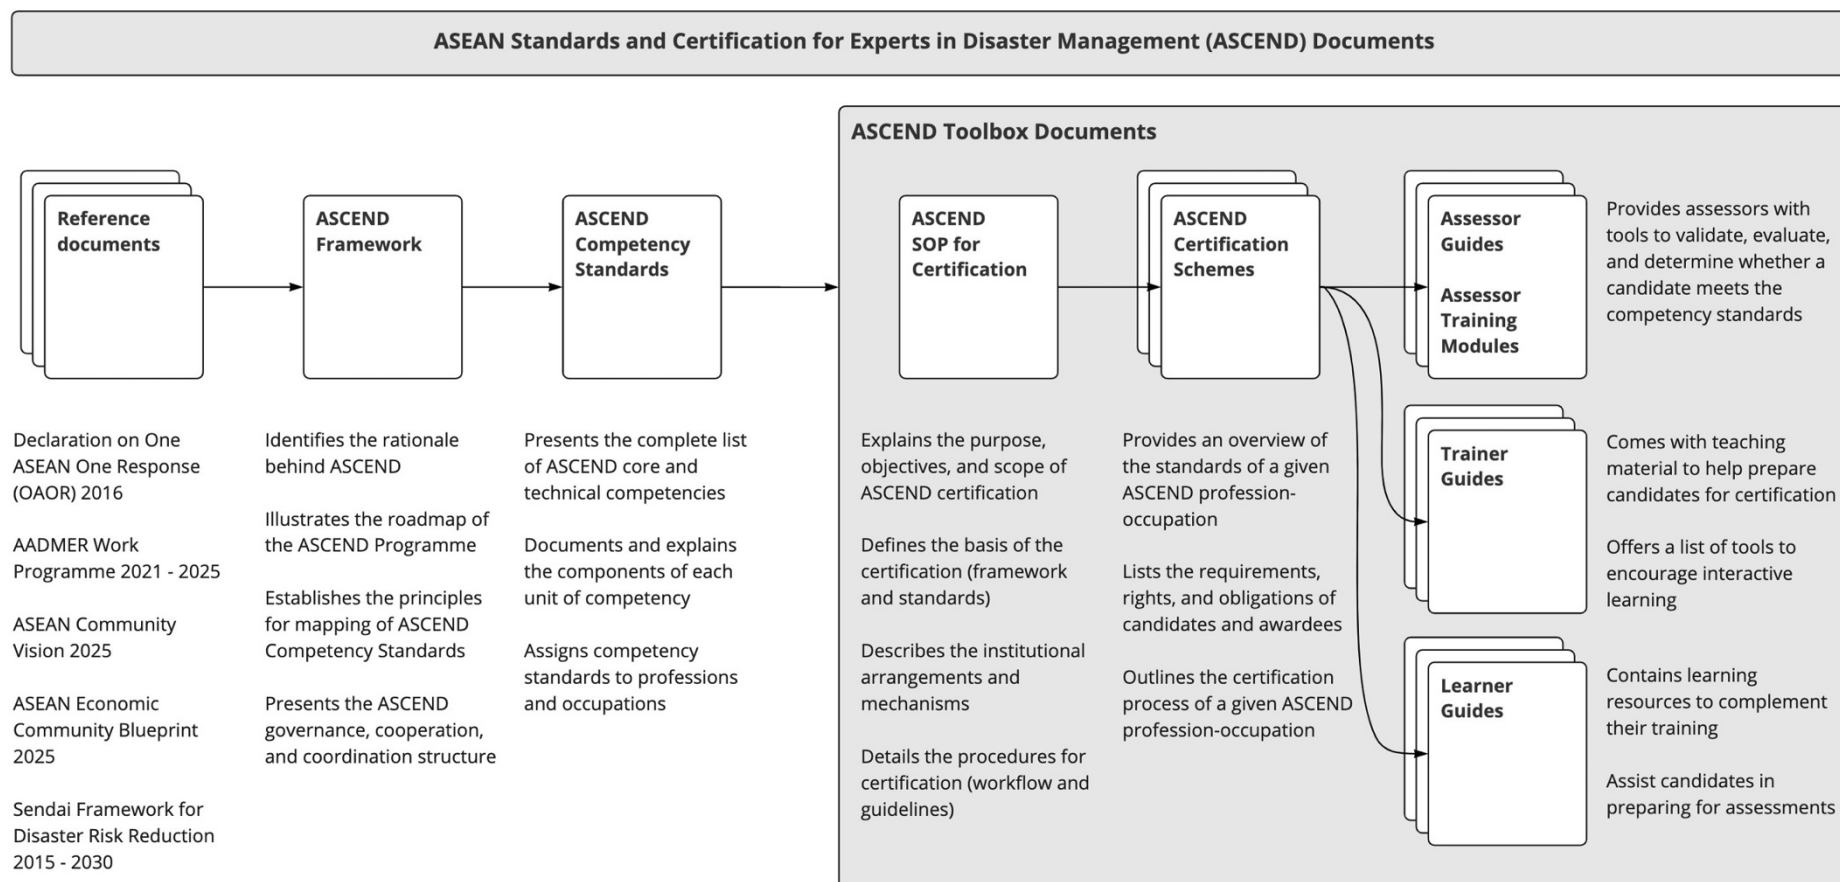 ASEAN Standards and Certification for Experts in Disaster Management (ASCEND) Documents
ASCEND Toolbox Documents
Reference
documents
ASCEND
Framework
ASCEND
Competency
Standards
ASCEND
SOP for
Certification
ASCEND
Certification
Schemes
Assessor
Guides
Assessor
Training
Modules
Provides assessors with
tools to validate, evaluate,
and determine whether a
candidate meets the
competency standards
Declaration on One
ASEAN One Response
(OAOR) 2016
AADMER Work
Programme 2021 - 2025
ASEAN Community
Vision 2025
ASEAN Economic
Community Blueprint
2025
Sendai Framework for
Disaster Risk Reduction
2015 - 2030
Identifies the rationale
behind ASCEND
Illustrates the roadmap of
the ASCEND Programme
Establishes the principles
for mapping of ASCEND
Competency Standards
Presents the ASCEND
governance, cooperation,
and coordination structure
Presents the complete list
of ASCEND core and
technical competencies
Documents and explains
the components of each
unit of competency
Assigns competency
standards to professions
and occupations
Explains the purpose,
objectives, and scope of
ASCEND certification
Defines the basis of the
certification (framework
and standards)
Describes the institutional
arrangements and
mechanisms
Details the procedures for
certification (workflow and
guidelines)
Provides an overview of
the standards of a given
ASCEND profession-
occupation
Lists the requirements,
rights, and obligations of
candidates and awardees
Outlines the certification
process of a given ASCEND
profession-occupation
Trainer
Guides
Comes with teaching
material to help prepare
candidates for certification
Offers a list of tools to
encourage interactive
learning
Learner
Guides
Contains learning
resources to complement
their training
Assist candidates in
preparing for assessments